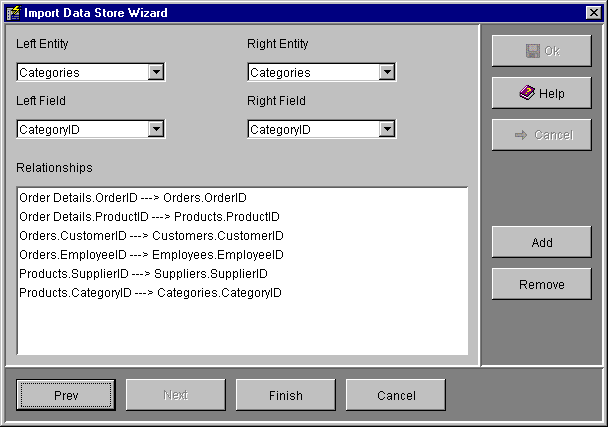 Import Data Store Wizard
Left Entity
Right Entity
Categories
Categories
Left Field
Right Field
CategoryID
CategoryID
Relationships
Order Details.OrderID ---> Orders.OrderID
Order Details.ProductID ---> Products.ProductID
Orders.CustomerID ---> Customers.CustomerID
Orders.EmployeeID ---> Employees.EmployeeID
Products.SupplierID ---> Suppliers.SupplierID
Products.CategoryID ---> Categories.CategoryID
Ok
Help
Cancel
Add
Remove
Prev
Next
Finish
Cancel